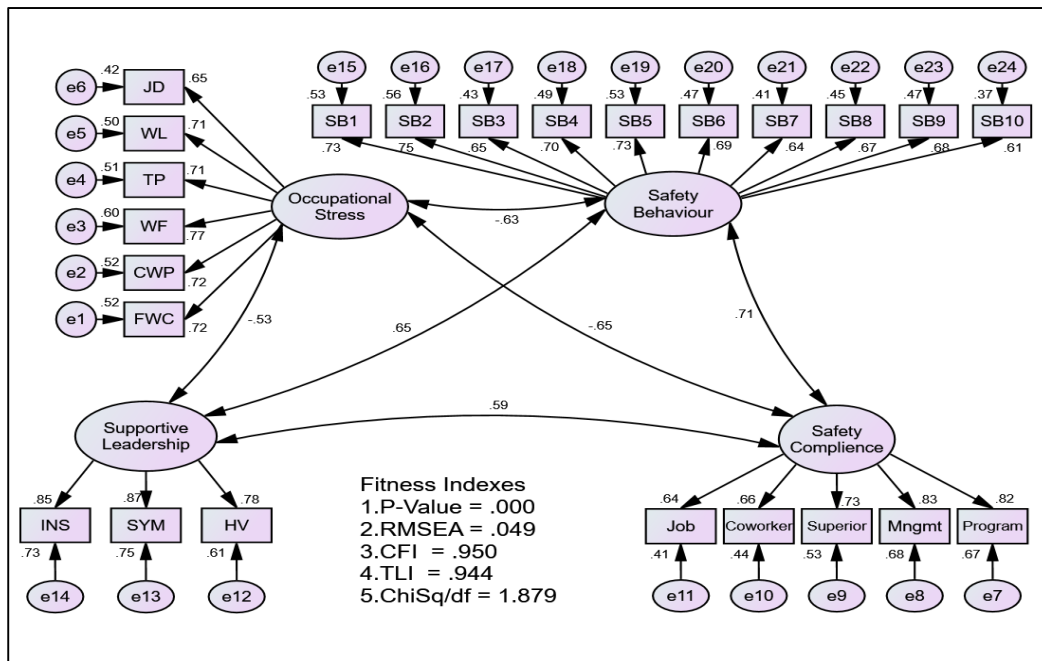 e15 e16 e17 e18 e19 e20 e21 e22 e23 e24
.53 .56 .43 .49 .53 .47 .41 .45 .47 .37
SB1 SB2 SB3 SB4 SB5 SB6 SB7 SB8 SB9 SB10
.73 .75 .65 .70 .73 .69 .64 .67 .68 .61
e6 .42 JD .65
e5 .50 WL .71
e4 .51 TP .71
e3 .60 WF .77
e2 .52 CWP .72
e1 .52 FWC .72
Occupational
Stress
Safety
Behaviour
-.63
-.53
.65
-.65
.71
.59
Supportive
Leadership
Safety
Complience
.85 .87 .78
INS SYM HV
.73 .75 .61
e14 e13 e12
Fitness Indexes
1.P-Value = .000
2.RMSEA = .049
3.CFI = .950
4.TLI = .944
5.ChiSq/df = 1.879
.64 .66 .73 .83 .82
Job Coworker Superior Mngmt Program
.41 .44 .53 .68 .67
e11 e10 e9 e8 e7